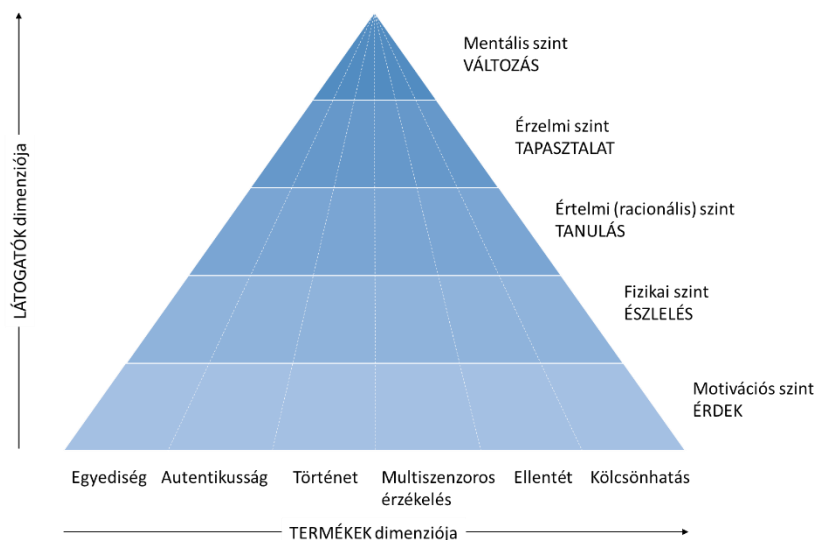 Mentális szint
VÁLTOZÁS
Érzelmi szint
TAPASZTALAT
Értelmi (racionális) szint
TANULÁS
Fizikai szint
ÉSZLELÉS
Motivációs szint
ÉRDEK
LÁTOGATÓK dimenziója
Egyediség
Autentikusság
Történet
Multiszenzoros
érzékelés
Ellentét
Kölcsönhatás
TERMÉKEK dimenziója